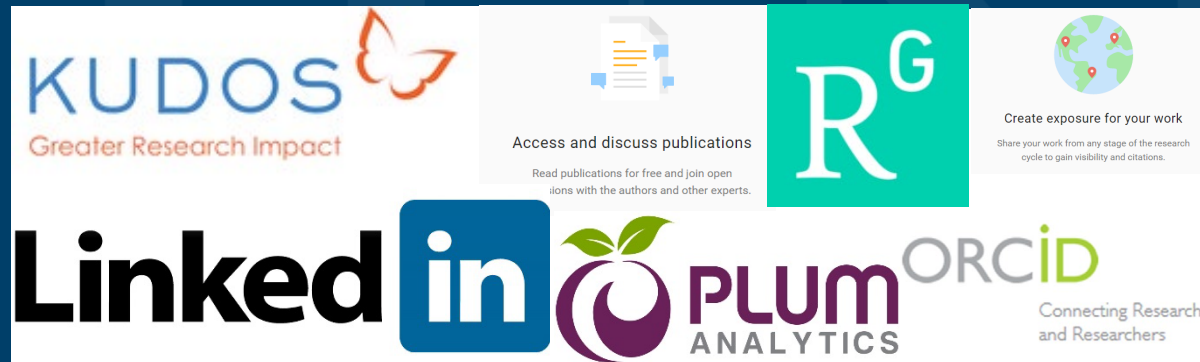 KUDOS
Greater Research Impact
Access and discuss publications
Read publications for free and join open
sions with the authors and other experts.
RG
Create exposure for your work
Share your work from any stage of the research
cycle to gain visibility and citations.
Linked in
PLUM
ANALYTICS
ORCiD
Connecting Research
and Researchers